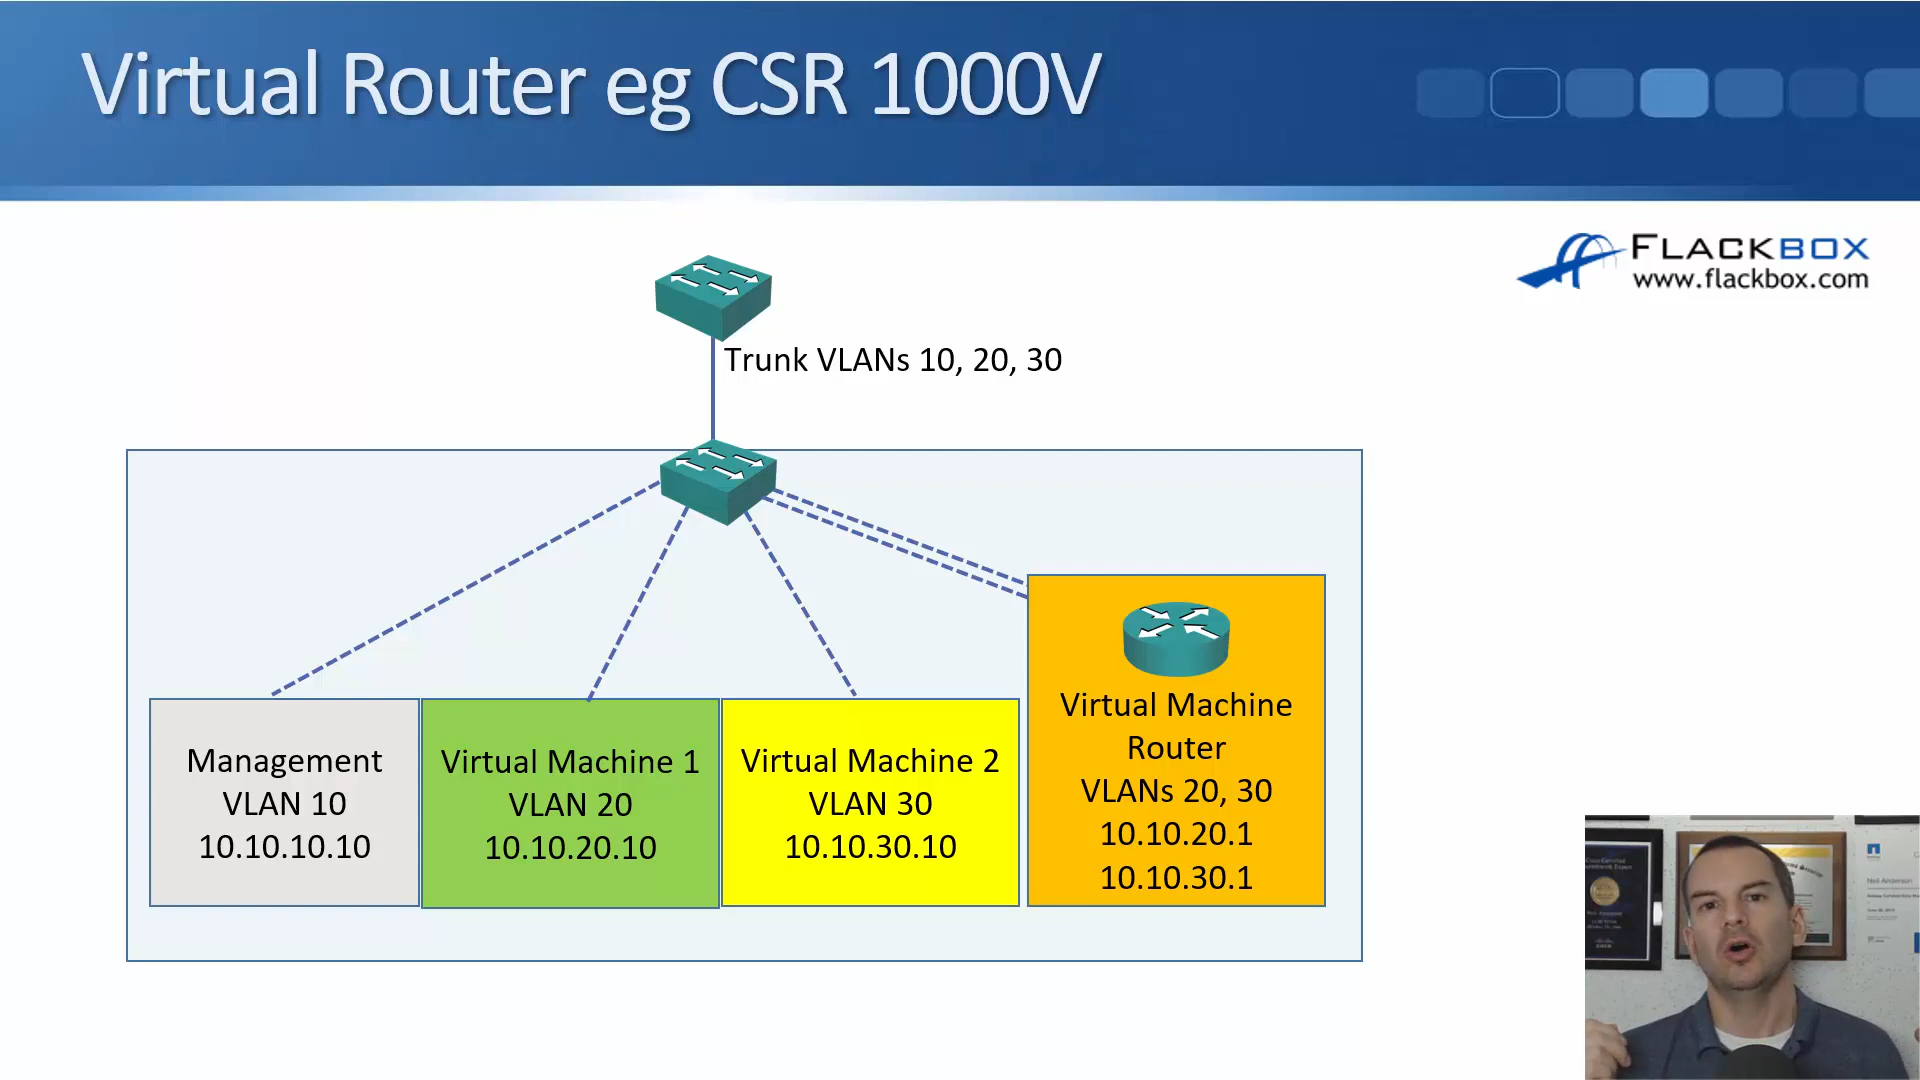 Virtual Router eg CSR 1000V
FLACKBOX
www.flackbox.com
Trunk VLANs 10, 20, 30
Management
VLAN 10
10.10.10.10
Virtual Machine 1
VLAN 20
10.10.20.10
Virtual Machine 2
VLAN 30
10.10.30.10
Virtual Machine
Router
VLANs 20, 30
10.10.20.1
10.10.30.1
Neil Anderson